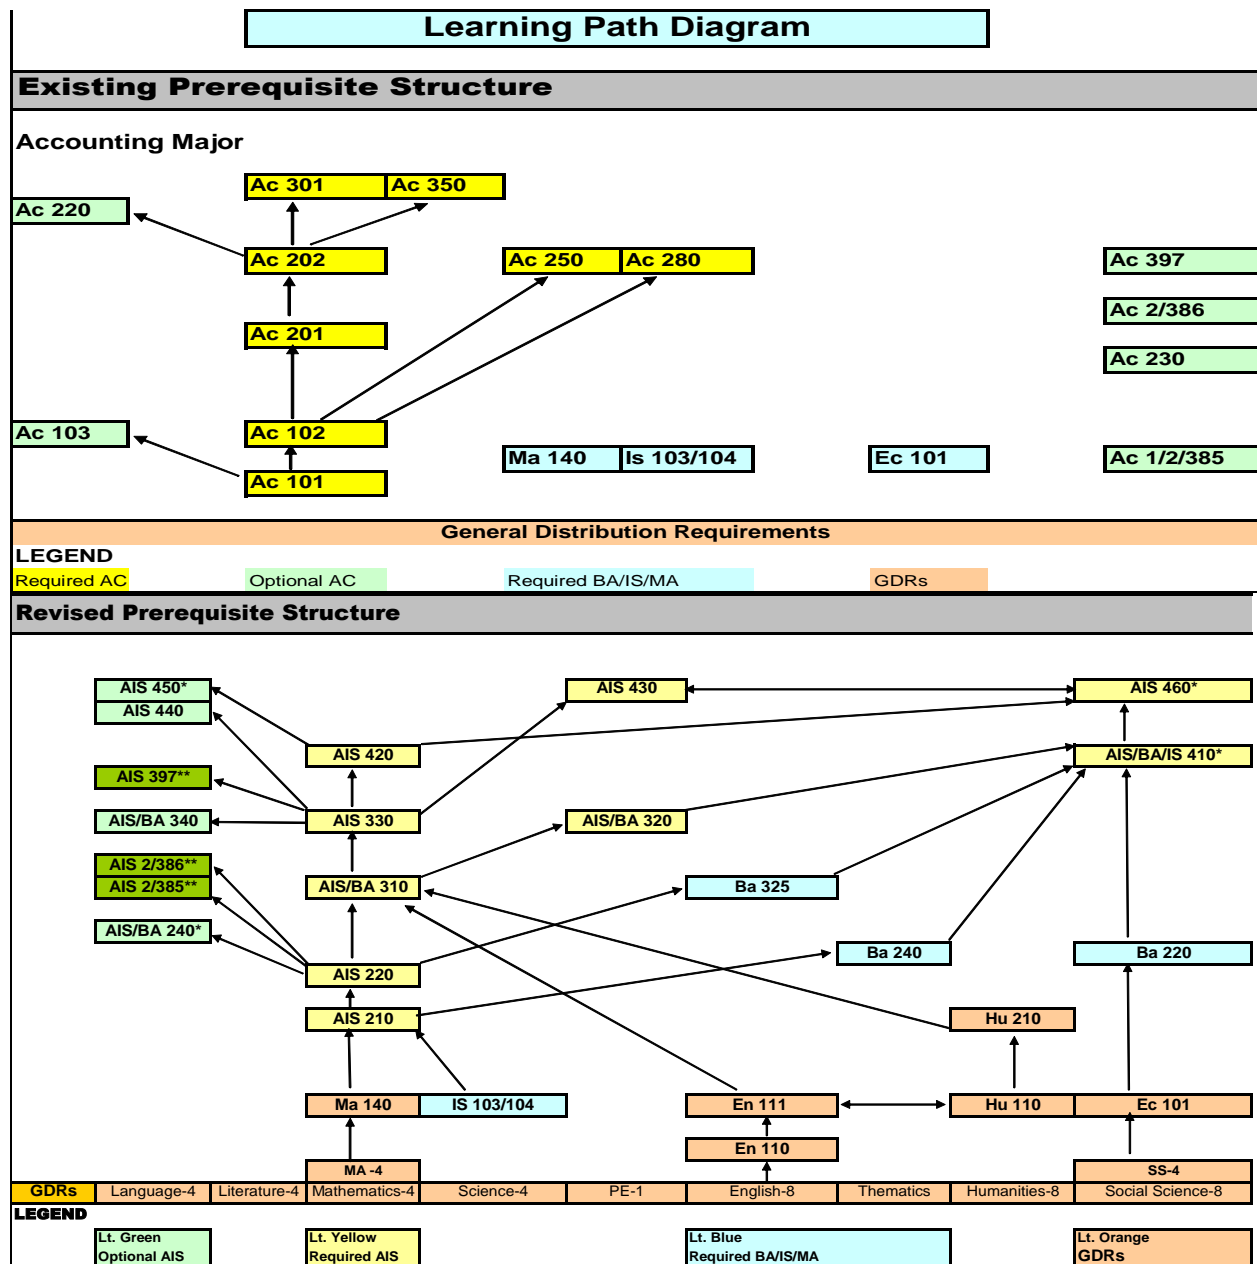 Learning Path Diagram
Existing Prerequisite Structure
Accounting Major
Ac 301 Ac 350
Ac 220
Ac 202 Ac 250 Ac 280 Ac 397
Ac 2/386
Ac 201
Ac 230
Ac 103 Ac 102
Ma 140 Is 103/104 Ec 101 Ac 1/2/385
Ac 101
General Distribution Requirements
LEGEND
Required AC Optional AC Required BA/IS/MA GDRs
Revised Prerequisite Structure
AIS 450* AIS 430 AIS 460*
AIS 440
AIS 420 AIS/BA/IS 410*
AIS 397**
AIS/BA 340 AIS 330 AIS/BA 320
AIS 2/386**
AIS 2/385** AIS/BA 310 Ba 325
AIS/BA 240*
AIS 220 Ba 240 Ba 220
AIS 210 Hu 210
Ma 140 IS 103/104 En 111 Hu 110 Ec 101
En 110
MA -4 SS-4
GDRs Language-4 Literature-4 Mathematics-4 Science-4 PE-1 English-8 Thematics Humanities-8 Social Science-8
LEGEND
Lt. Green Lt. Yellow Lt. Blue Lt. Orange
Optional AIS Required AIS Required BA/IS/MA GDRs